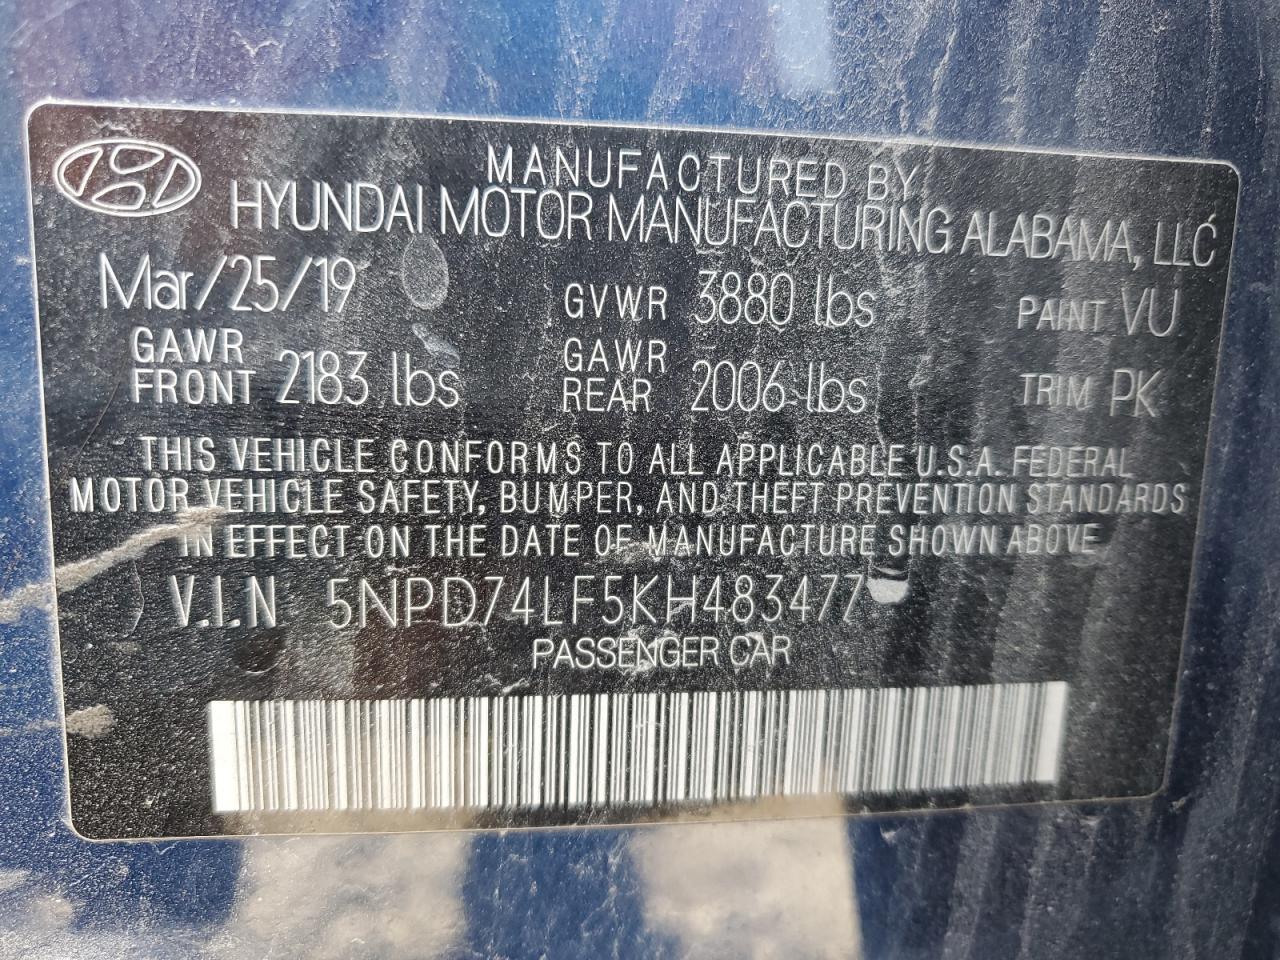 MANUFACTURED BY
HYUNDAI MOTOR MANUFACTURING ALABAMA, LLC
Mar/25/19 GVWR 3880 lbs PAINT VU
GAWR FRONT 2183 lbs GAWR REAR 2006 lbs TRIM PK
THIS VEHICLE CONFORMS TO ALL APPLICABLE U.S.A. FEDERAL
MOTOR VEHICLE SAFETY, BUMPER, AND THEFT PREVENTION STANDARDS
IN EFFECT ON THE DATE OF MANUFACTURE SHOWN ABOVE
V.I.N 5NPD74LF5KH483477
PASSENGER CAR